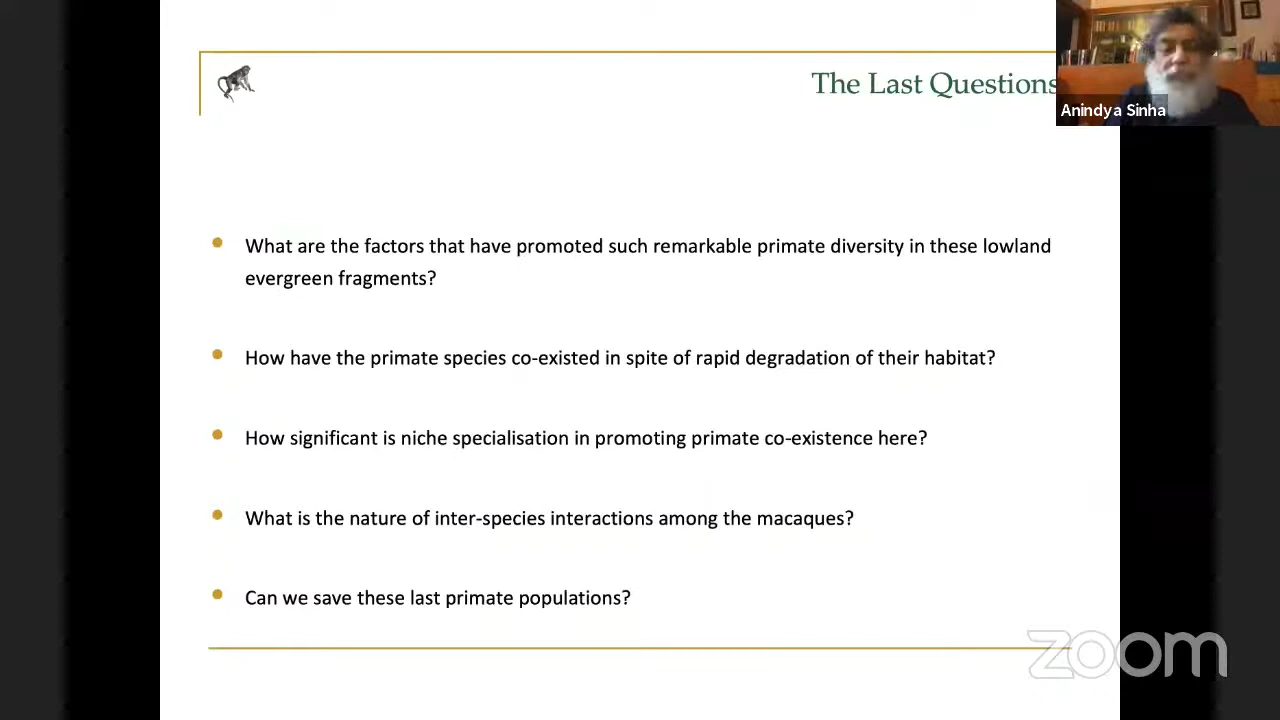 The Last Questions
Anindya Sinha
What are the factors that have promoted such remarkable primate diversity in these lowland
evergreen fragments?
How have the primate species co-existed in spite of rapid degradation of their habitat?
How significant is niche specialisation in promoting primate co-existence here?
What is the nature of inter-species interactions among the macaques?
Can we save these last primate populations?
zoom